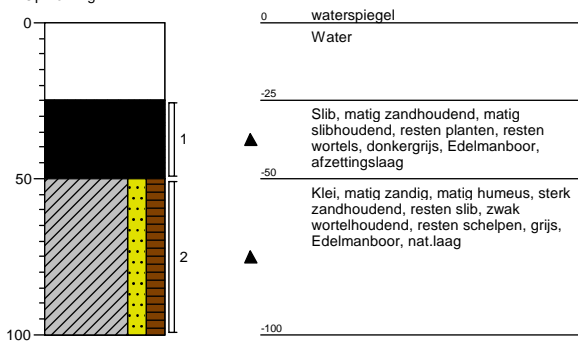 0
50
100
1
2
0 waterspiegel
Water
-25
Slib, matig zandhoudend, matig
slibhoudend, resten planten, resten
wortels, donkergrijs, Edelmanboor,
afzettingslaag
-50
Klei, matig zandig, matig humeus, sterk
zandhoudend, resten slib, zwak
wortelhoudend, resten schelpen, grijs,
Edelmanboor, nat.laag
-100